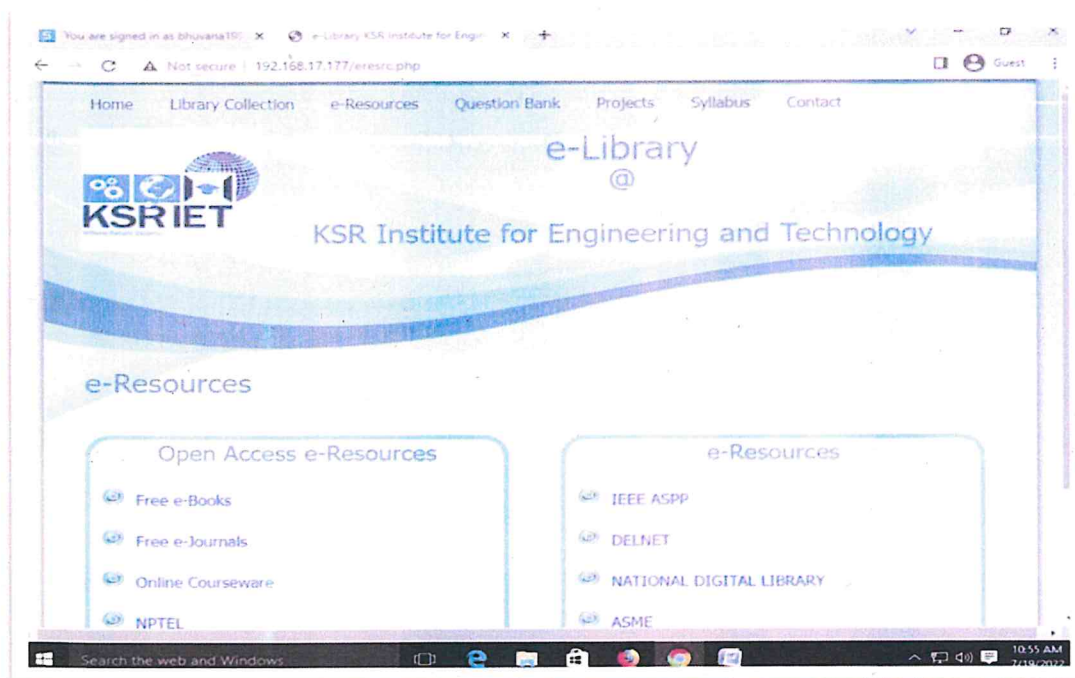 You are signed in as bhuvana19 × e-Library KSR Institute for Engin × +
Not secure | 192.168.17.177/eresrc.php Guest
Home Library Collection e-Resources Question Bank Projects Syllabus Contact
e-Library
@
KSRIET
KSR Institute for Engineering and Technology
e-Resources
Open Access e-Resources
Free e-Books
Free e-Journals
Online Courseware
NPTEL
e-Resources
IEEE ASPP
DELNET
NATIONAL DIGITAL LIBRARY
ASME
Search the web and Windows
10:55 AM
7/19/2022